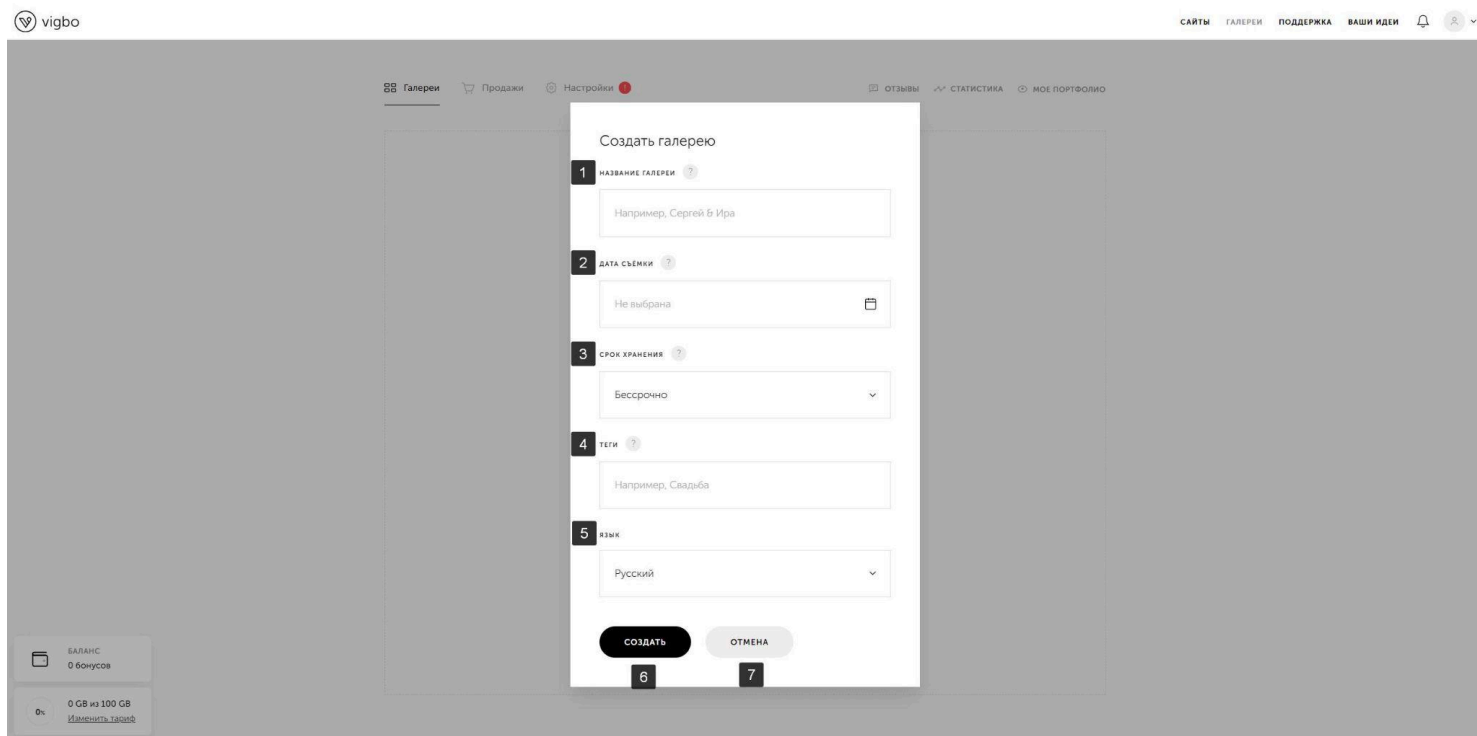 vigbo
САЙТЫ ГАЛЕРЕИ ПОДДЕРЖКА ВАШИ ИДЕИ
Галереи Продажи Настройки !
ОТЗЫВЫ СТАТИСТИКА МОЕ ПОРТФОЛИО
Создать галерею
1 НАЗВАНИЕ ГАЛЕРЕИ ?
Например, Сергей & Ира
2 ДАТА СЪЁМКИ ?
Не выбрана
3 СРОК ХРАНЕНИЯ ?
Бессрочно
4 ТЕГИ ?
Например, Свадьба
5 ЯЗЫК
Русский
СОЗДАТЬ ОТМЕНА
6 7
БАЛАНС
0 бонусов
0% 0 GB из 100 GB
Изменить тариф